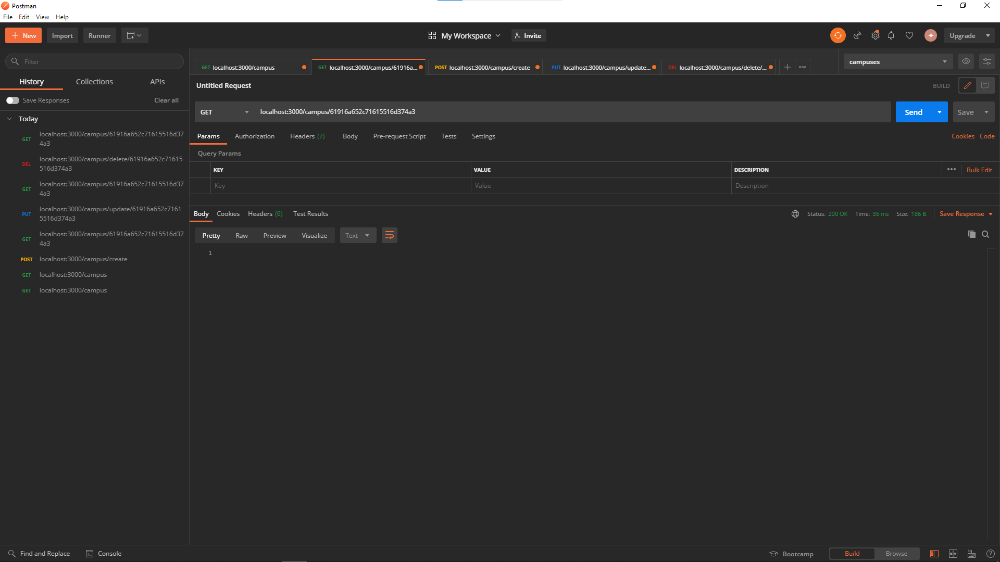 Postman
File Edit View Help
New Import Runner
My Workspace Invite
Upgrade
Filter
History Collections APIs
Save Responses Clear all
Today
GET localhost:3000/campus/61916a652c71615516d37
4a3
DEL localhost:3000/campus/delete/61916a652c71615
516d374a3
GET localhost:3000/campus/61916a652c71615516d37
4a3
PUT localhost:3000/campus/update/61916a652c7161
5516d374a3
GET localhost:3000/campus/61916a652c71615516d37
4a3
POST localhost:3000/campus/create
GET localhost:3000/campus
GET localhost:3000/campus
GET localhost:3000/campus GET localhost:3000/campus/61916a... POST localhost:3000/campus/create PUT localhost:3000/campus/update... DEL localhost:3000/campus/delete/...
campuses
Untitled Request BUILD
GET localhost:3000/campus/61916a652c71615516d374a3 Send Save
Params Authorization Headers (7) Body Pre-request Script Tests Settings Cookies Code
Query Params
KEY VALUE DESCRIPTION Bulk Edit
Key Value Description
Body Cookies Headers (6) Test Results Status: 200 OK Time: 35 ms Size: 186 B Save Response
Pretty Raw Preview Visualize Text
1
Find and Replace Console Bootcamp Build Browse